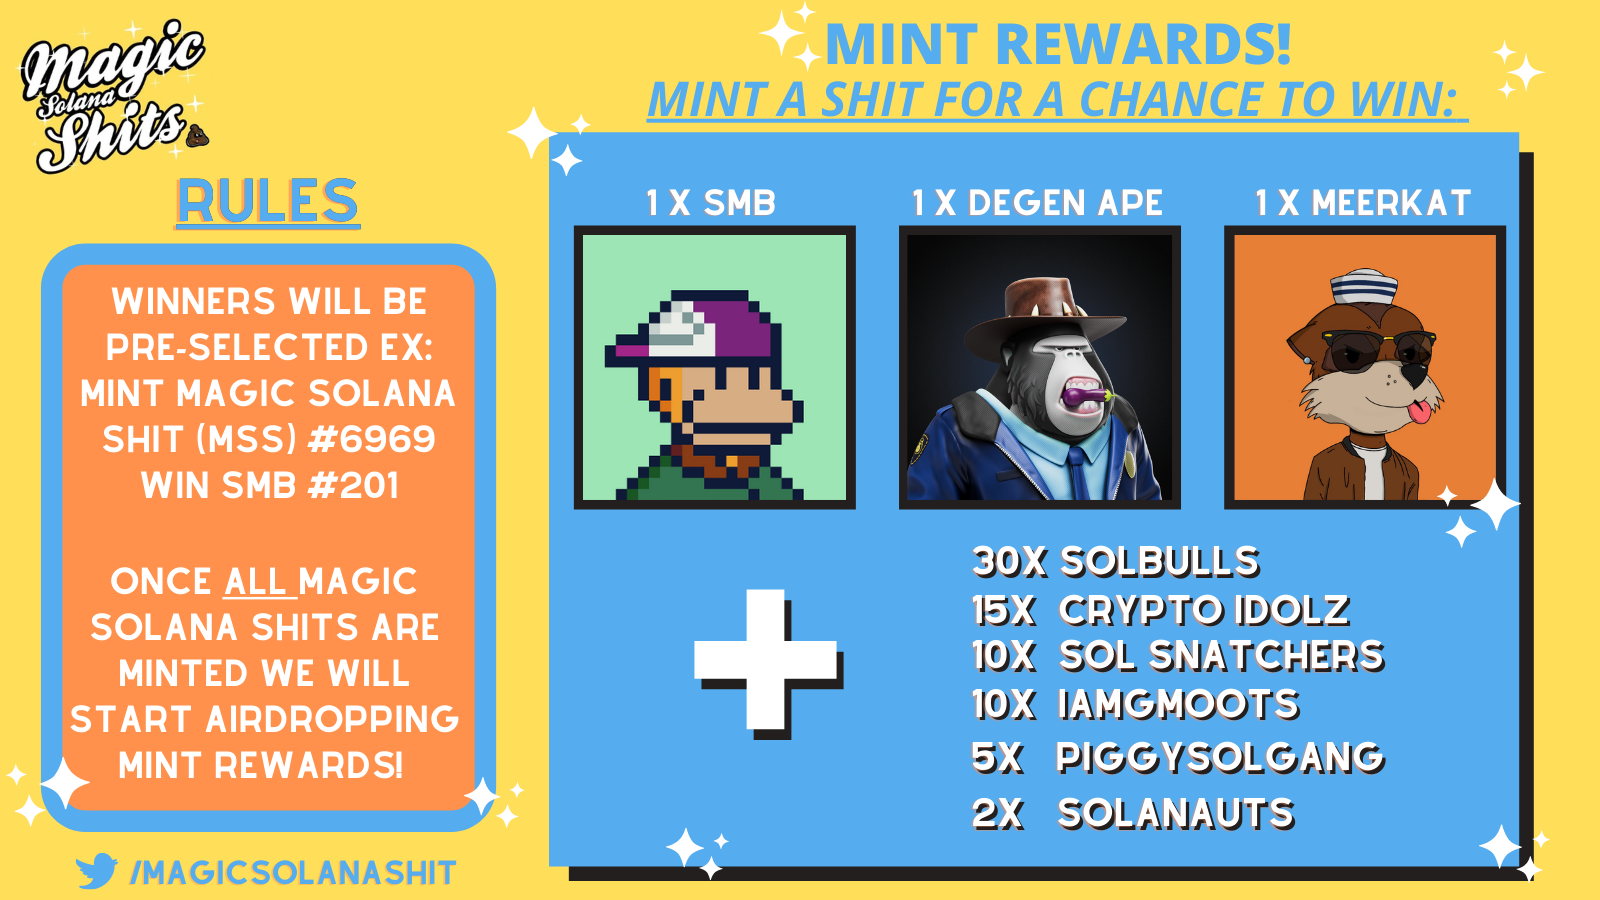 Magic
Solana
Shits
RULES
WINNERS WILL BE
PRE-SELECTED EX:
MINT MAGIC SOLANA
SHIT (MSS) #6969
WIN SMB #201
ONCE ALL MAGIC
SOLANA SHITS ARE
MINTED WE WILL
START AIRDROPPING
MINT REWARDS!
/MAGICSOLANASHIT
MINT REWARDS!
MINT A SHIT FOR A CHANCE TO WIN:
1 X SMB
1 X DEGEN APE
1 X MEERKAT
30X SOLBULLS
15X CRYPTO IDOLZ
10X SOL SNATCHERS
10X IAMGMOOTS
5X PIGGYSOLGANG
2X SOLANAUTS